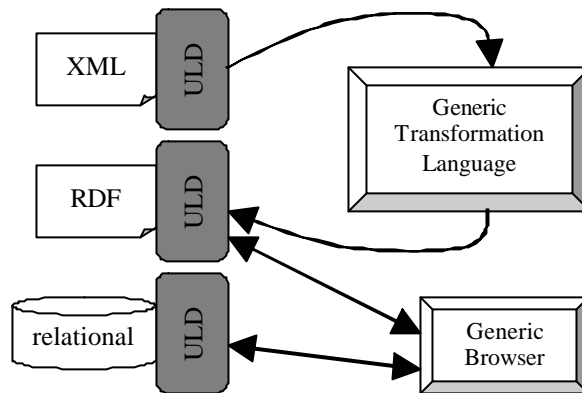 XML
ULD
Generic
Transformation
Language
RDF
ULD
relational
ULD
Generic
Browser